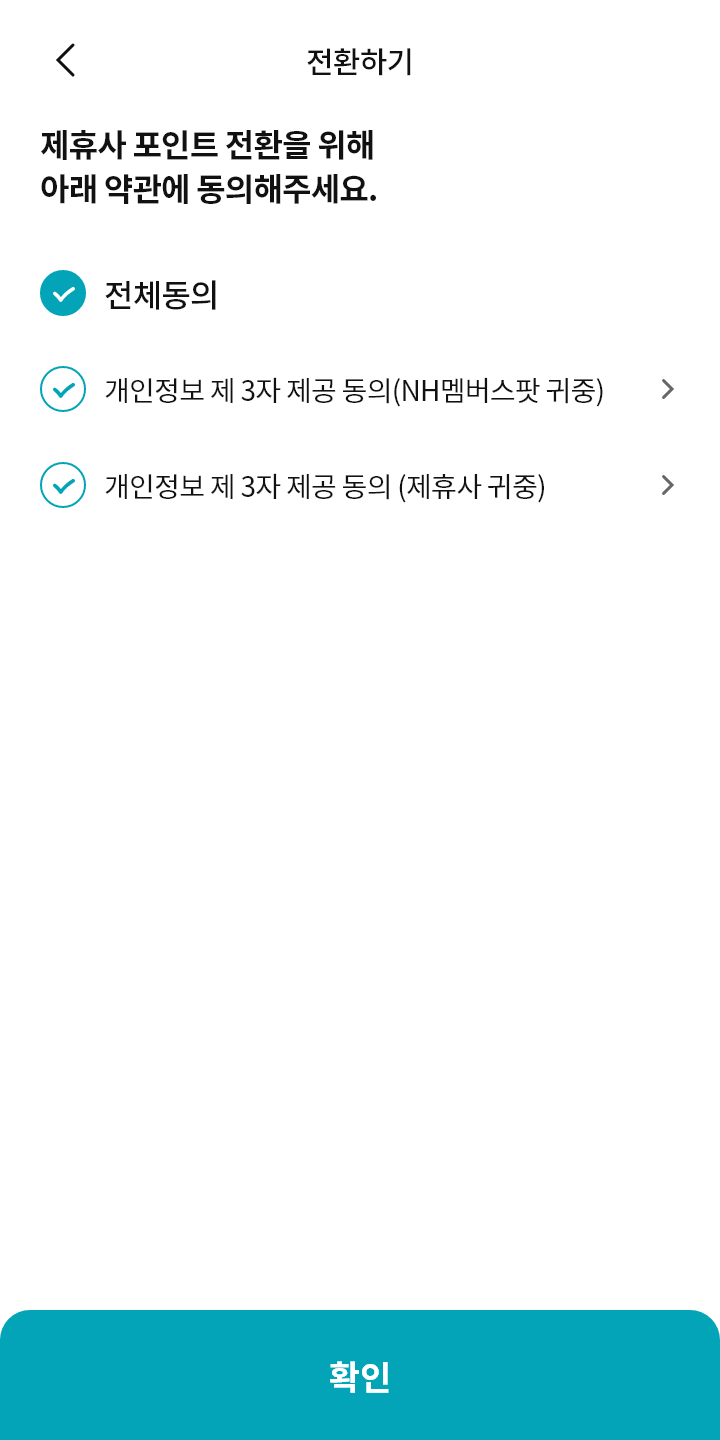 전환하기
제휴사 포인트 전환을 위해
아래 약관에 동의해주세요.
전체동의
개인정보 제 3자 제공 동의(NH멤버스팟 귀중)
개인정보 제 3자 제공 동의 (제휴사 귀중)
확인